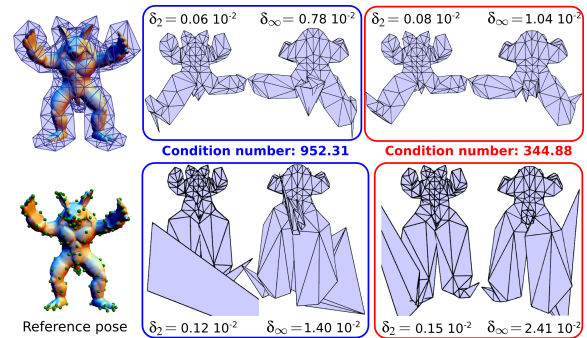 δ₂ = 0.06 10⁻² δ∞ = 0.78 10⁻² δ₂ = 0.08 10⁻² δ∞ = 1.04 10⁻²
Condition number: 952.31 Condition number: 344.88
Reference pose
δ₂ = 0.12 10⁻² δ∞ = 1.40 10⁻² δ₂ = 0.15 10⁻² δ∞ = 2.41 10⁻²